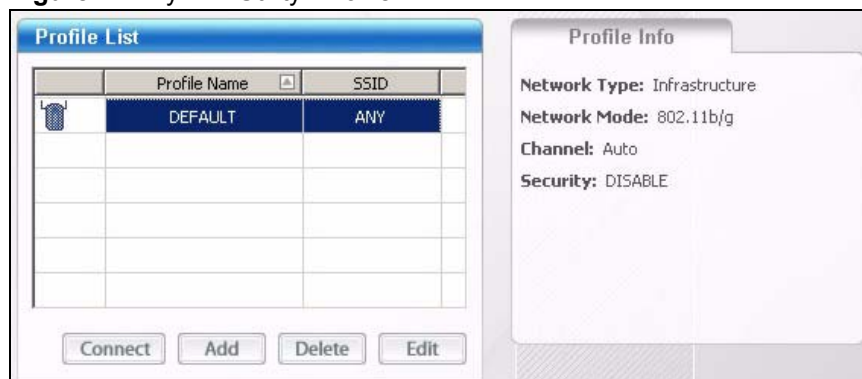 Profile List
Profile Name SSID
DEFAULT ANY
Connect Add Delete Edit
Profile Info
Network Type: Infrastructure
Network Mode: 802.11b/g
Channel: Auto
Security: DISABLE